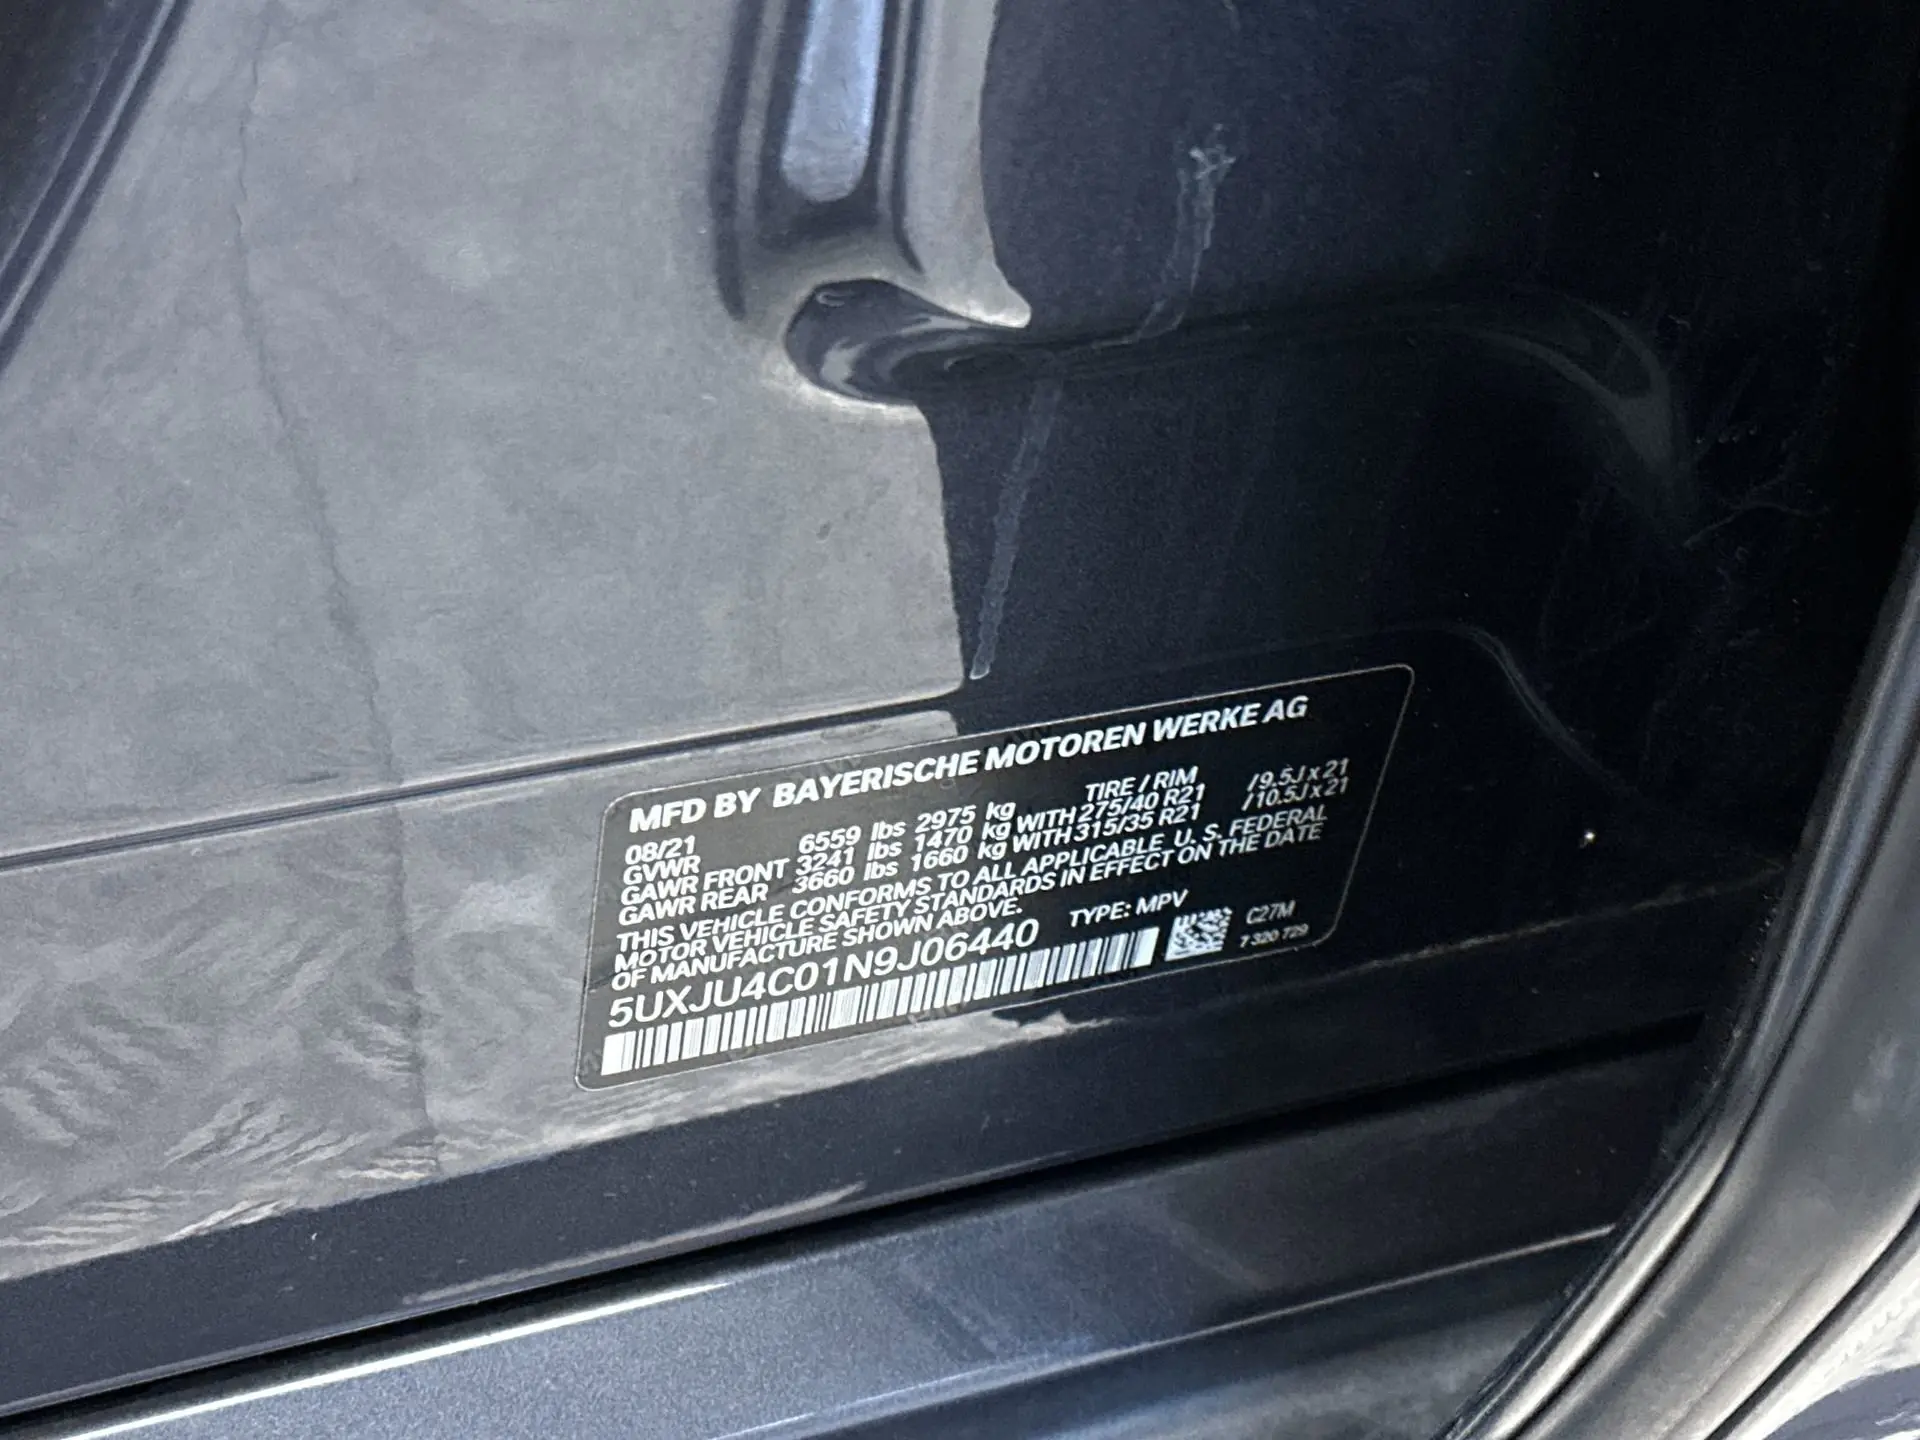 MFD BY BAYERISCHE MOTOREN WERKE AG
08/21 TIRE / RIM
GVWR 6559 lbs 2975 kg
GAWR FRONT 3241 lbs 1470 kg WITH 275/40 R21 /9.5J x 21
GAWR REAR 3660 lbs 1660 kg WITH 315/35 R21 /10.5J x 21
THIS VEHICLE CONFORMS TO ALL APPLICABLE U. S. FEDERAL
MOTOR VEHICLE SAFETY STANDARDS IN EFFECT ON THE DATE
OF MANUFACTURE SHOWN ABOVE.
5UXJU4C01N9J06440 TYPE: MPV
C27M
7 320 729